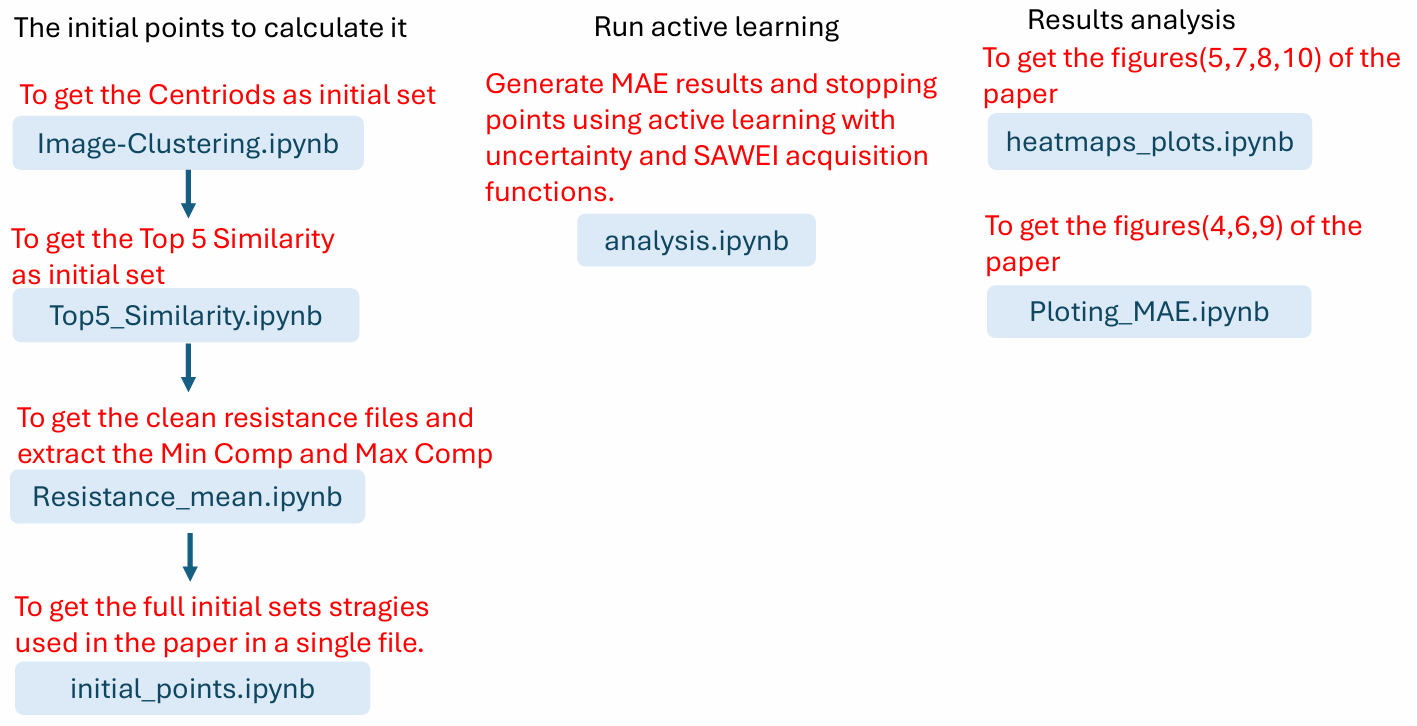 The initial points to calculate it
To get the Centriods as initial set
Image-Clustering.ipynb
To get the Top 5 Similarity
as initial set
Top5_Similarity.ipynb
To get the clean resistance files and
extract the Min Comp and Max Comp
Resistance_mean.ipynb
To get the full initial sets stragies
used in the paper in a single file.
initial_points.ipynb
Run active learning
Generate MAE results and stopping
points using active learning with
uncertainty and SAWEI acquisition
functions.
analysis.ipynb
Results analysis
To get the figures(5,7,8,10) of the
paper
heatmaps_plots.ipynb
To get the figures(4,6,9) of the
paper
Ploting_MAE.ipynb